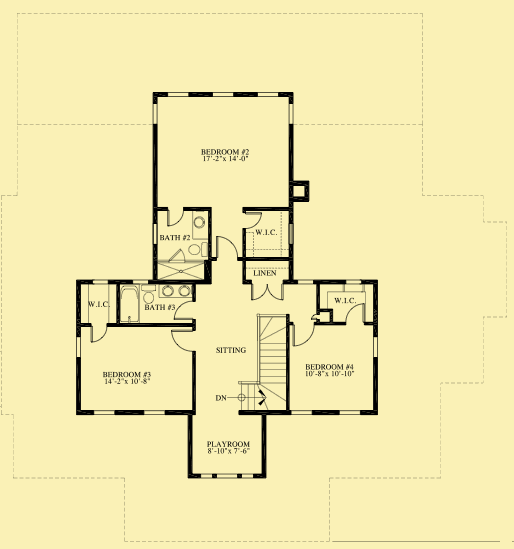 BEDROOM #2
17'-2"x 14'-0"
BATH #2
W.I.C.
LINEN
W.I.C.
BATH #3
W.I.C.
SITTING
BEDROOM #3
14'-2"x 10'-8"
BEDROOM #4
10'-8"x 10'-10"
DN
PLAYROOM
8'-10"x 7'-6"